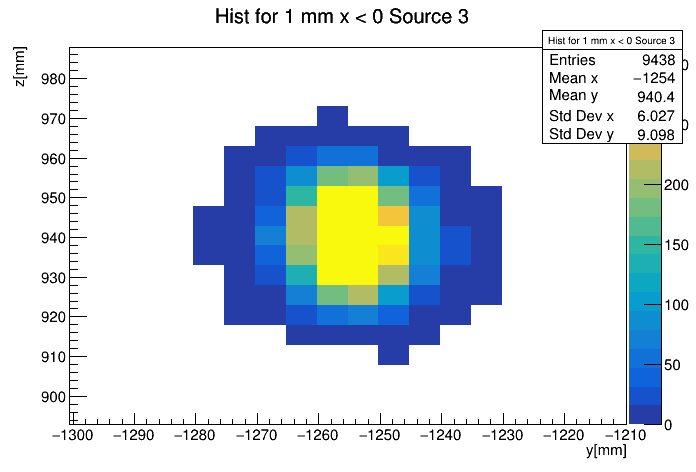 Hist for 1 mm x < 0 Source 3
Hist for 1 mm x < 0 Source 3
Entries 9438
Mean x −1254
Mean y 940.4
Std Dev x 6.027
Std Dev y 9.098
z[mm]
980
970
960
950
940
930
920
910
900
−1300 −1290 −1280 −1270 −1260 −1250 −1240 −1230 −1220 −1210
y[mm]
0
0
200
150
100
50
0